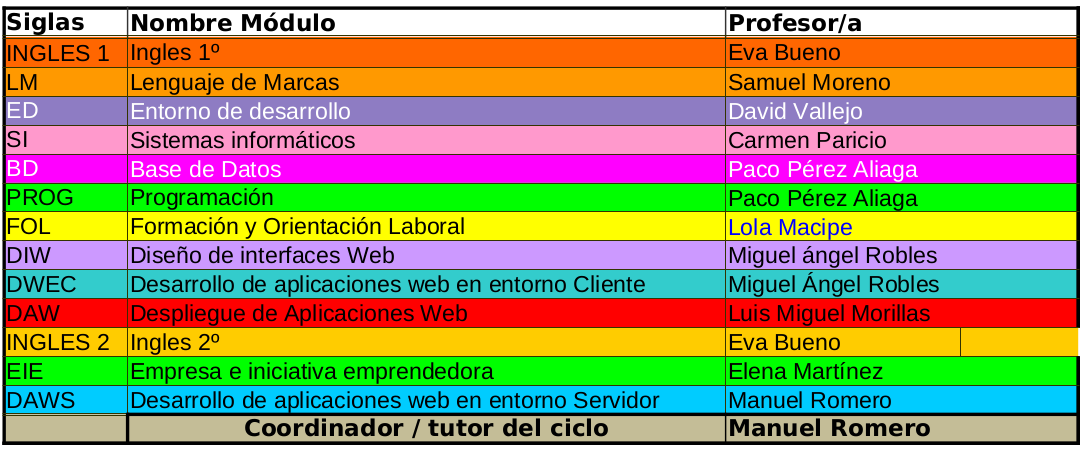 Siglas Nombre Módulo Profesor/a
INGLES 1 Ingles 1º Eva Bueno
LM Lenguaje de Marcas Samuel Moreno
ED Entorno de desarrollo David Vallejo
SI Sistemas informáticos Carmen Paricio
BD Base de Datos Paco Pérez Aliaga
PROG Programación Paco Pérez Aliaga
FOL Formación y Orientación Laboral Lola Macipe
DIW Diseño de interfaces Web Miguel ángel Robles
DWEC Desarrollo de aplicaciones web en entorno Cliente Miguel Ángel Robles
DAW Despliegue de Aplicaciones Web Luis Miguel Morillas
INGLES 2 Ingles 2º Eva Bueno
EIE Empresa e iniciativa emprendedora Elena Martínez
DAWS Desarrollo de aplicaciones web en entorno Servidor Manuel Romero
Coordinador / tutor del ciclo Manuel Romero